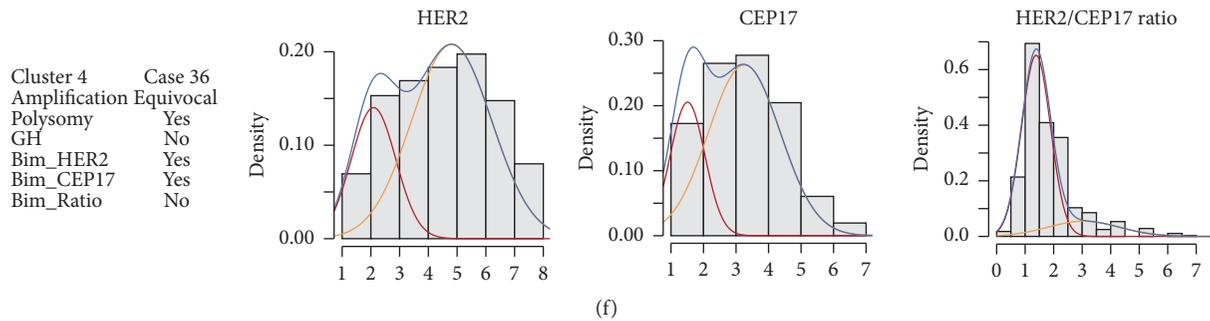 Cluster 4 Case 36
Amplification Equivocal
Polysomy Yes
GH No
Bim_HER2 Yes
Bim_CEP17 Yes
Bim_Ratio No
HER2
Density
0.20
0.10
0.00
1 2 3 4 5 6 7 8
CEP17
Density
0.30
0.20
0.10
0.00
1 2 3 4 5 6 7
HER2/CEP17 ratio
Density
0.6
0.4
0.2
0.0
0 1 2 3 4 5 6 7
(f)